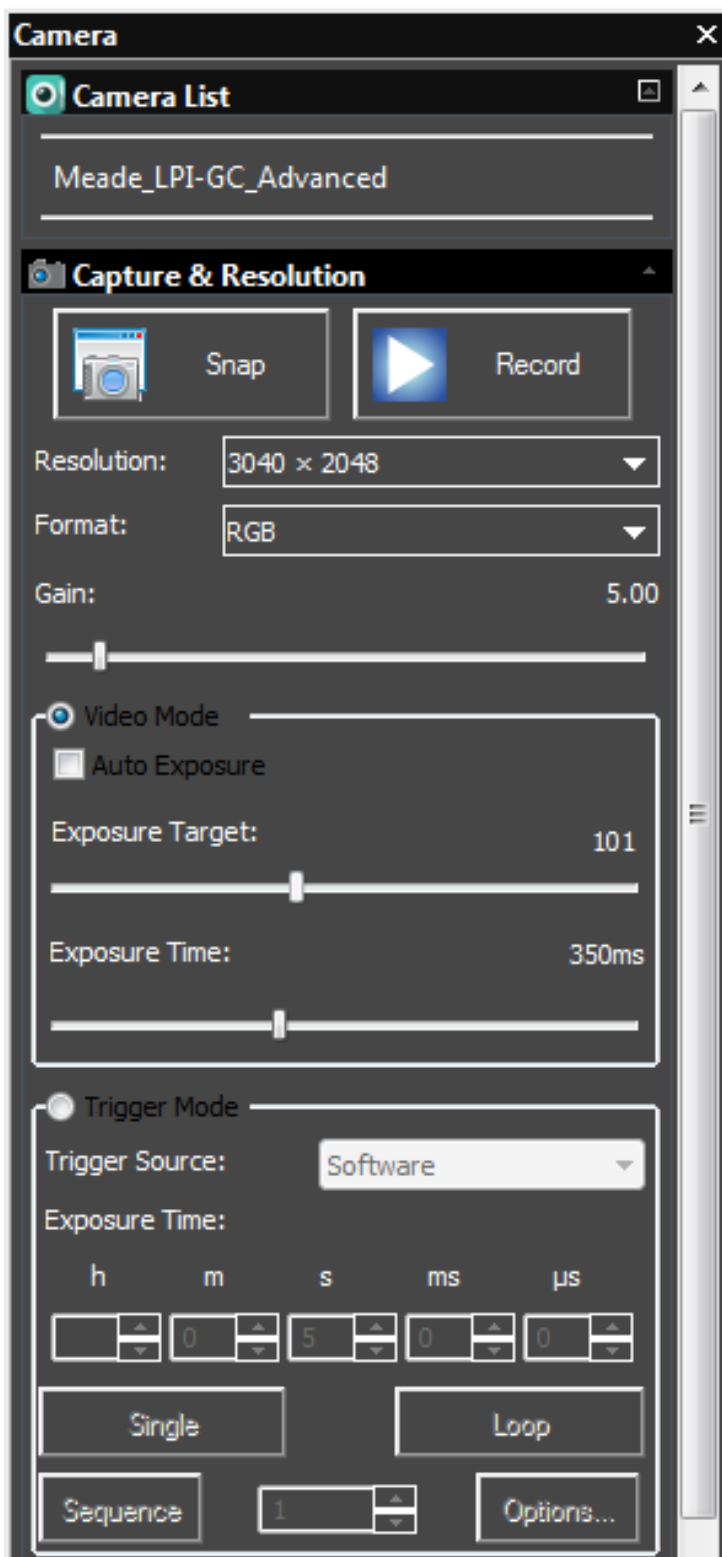 Camera
Camera List
Meade_LPI-GC_Advanced
Capture & Resolution
Snap Record
Resolution: 3040 × 2048
Format: RGB
Gain: 5.00
Video Mode
Auto Exposure
Exposure Target: 101
Exposure Time: 350ms
Trigger Mode
Trigger Source: Software
Exposure Time:
h m s ms µs
0 5 0 0
Single Loop
Sequence 1 Options...